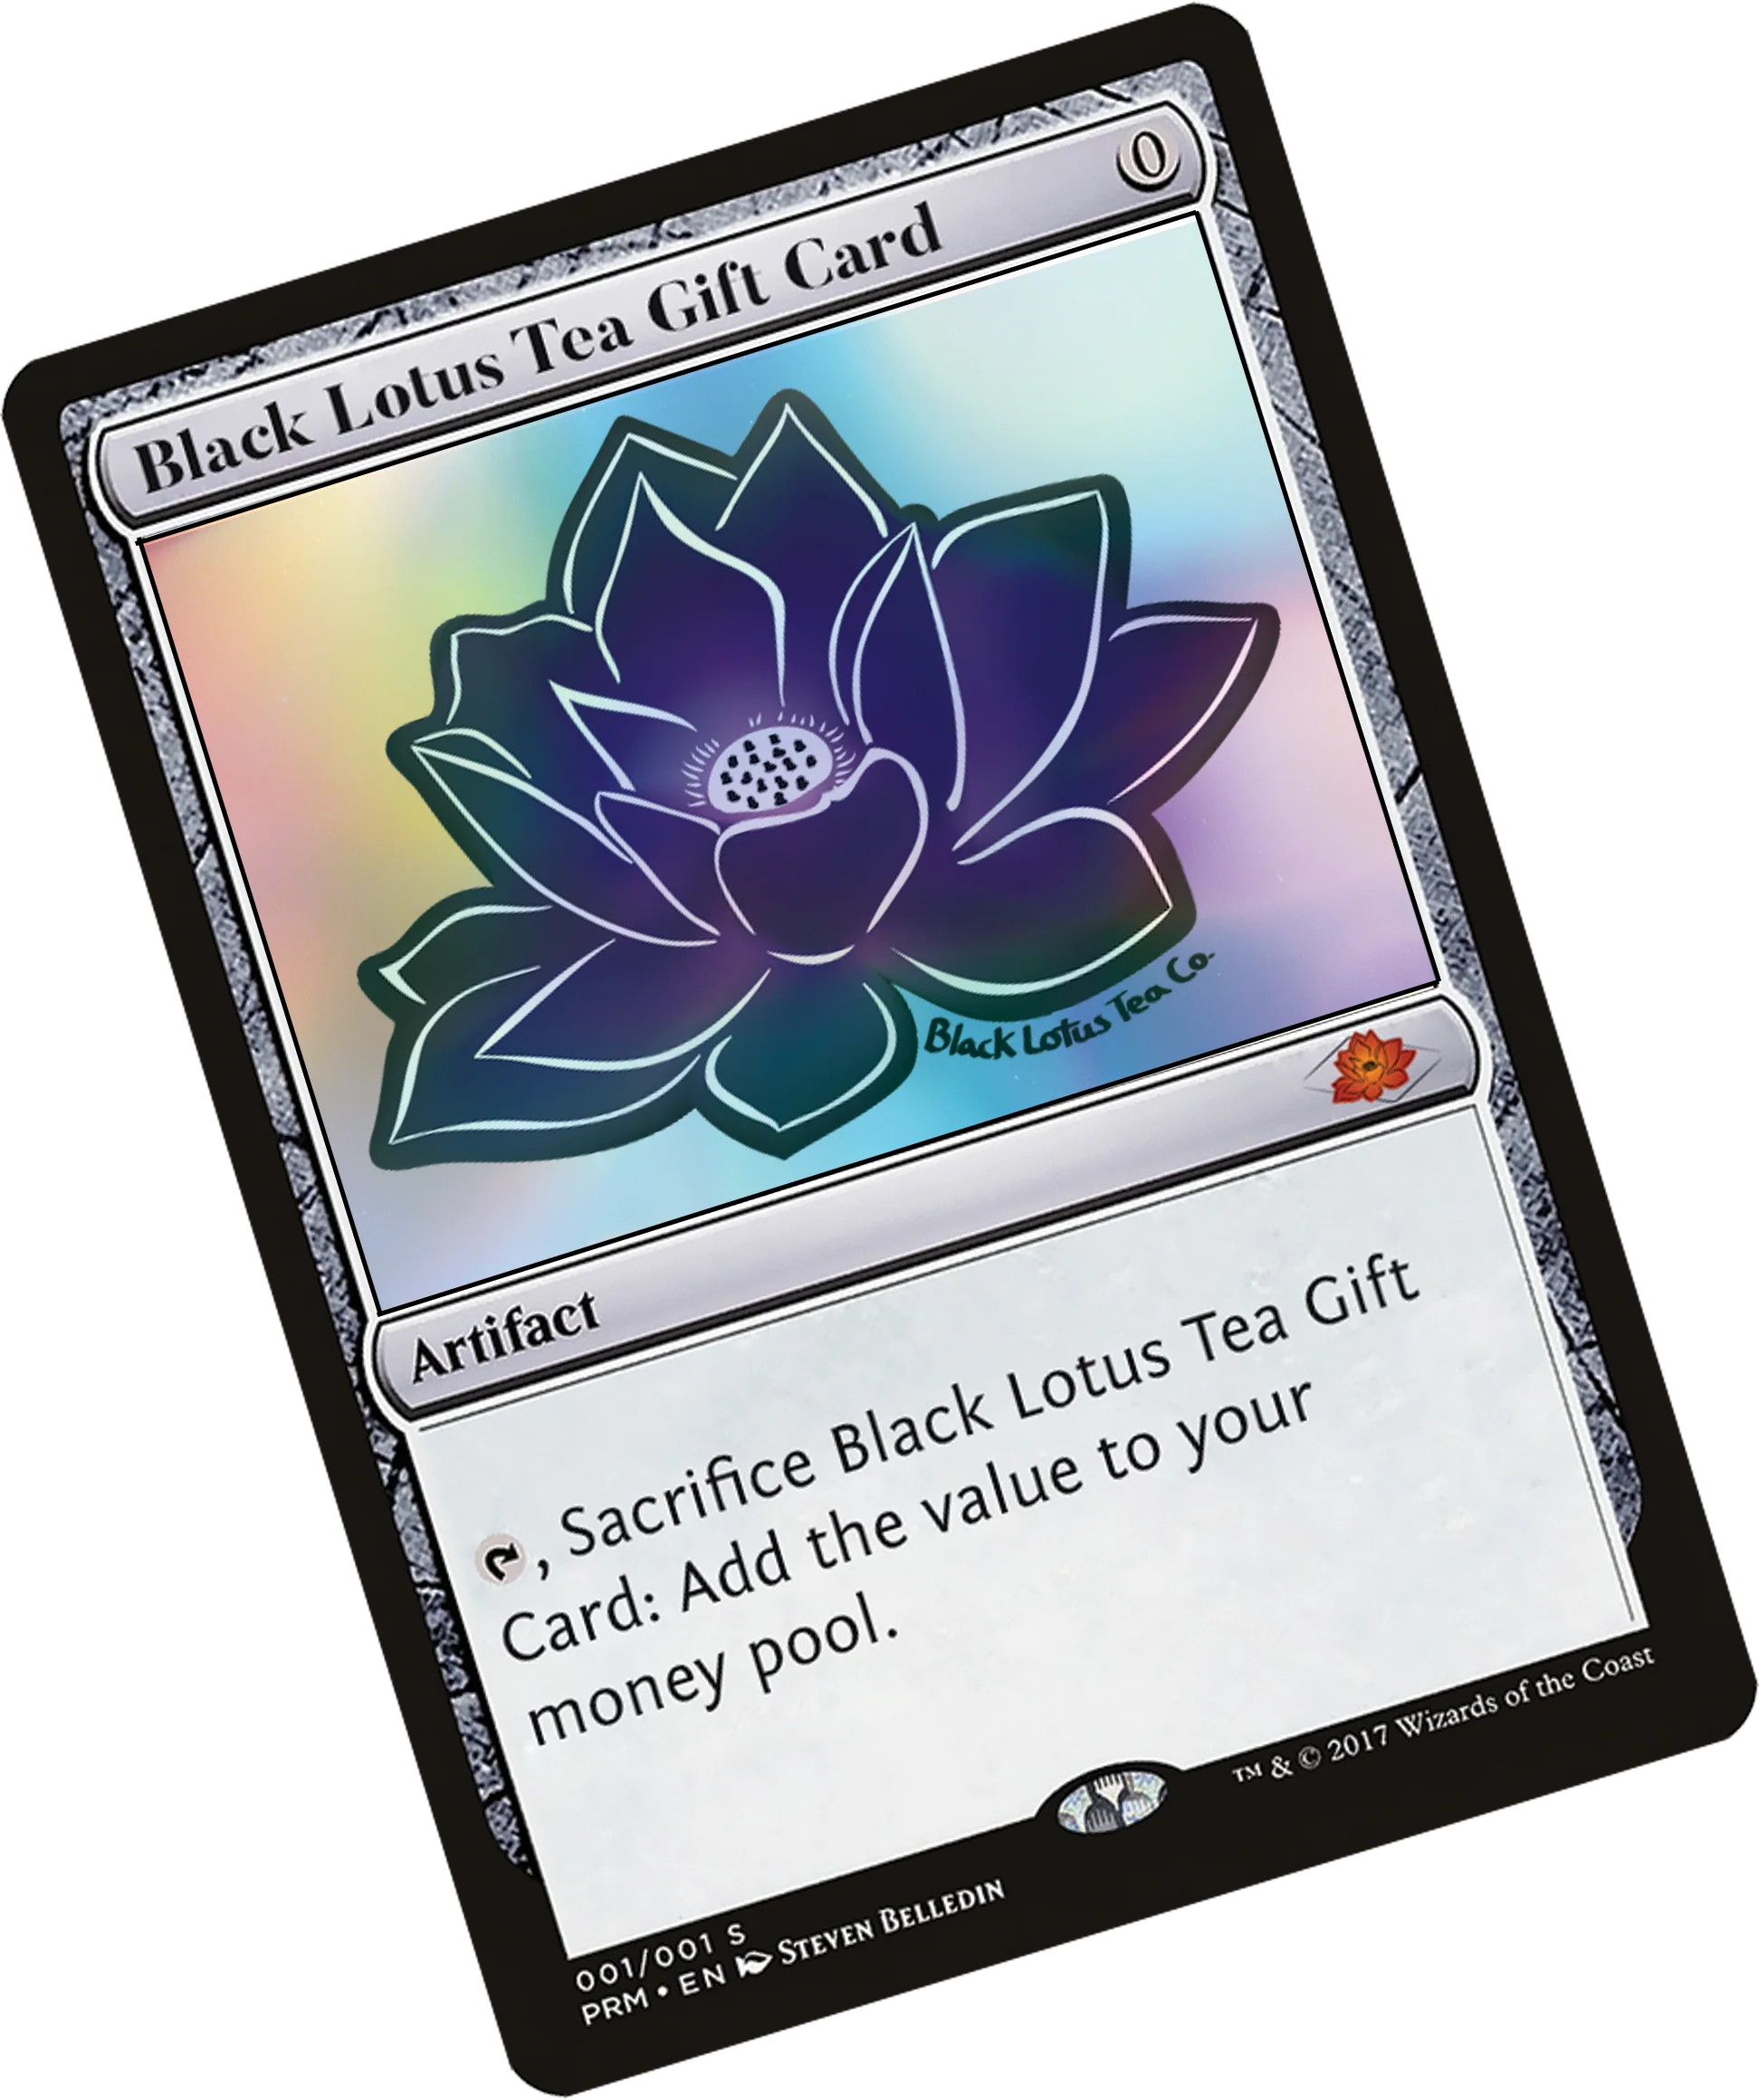 Black Lotus Tea Gift Card 0
Black Lotus Tea Co.
Artifact
, Sacrifice Black Lotus Tea Gift
Card: Add the value to your
money pool.
™ & © 2017 Wizards of the Coast
001/001 S
PRM • EN STEVEN BELLEDIN